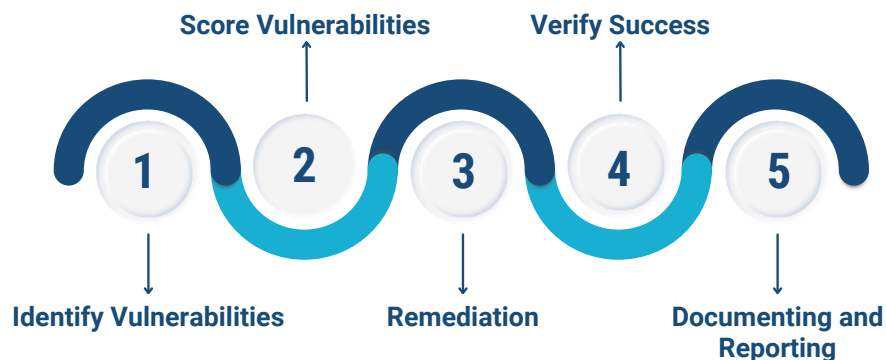 Score Vulnerabilities
Verify Success
1
2
3
4
5
Identify Vulnerabilities
Remediation
Documenting and
Reporting